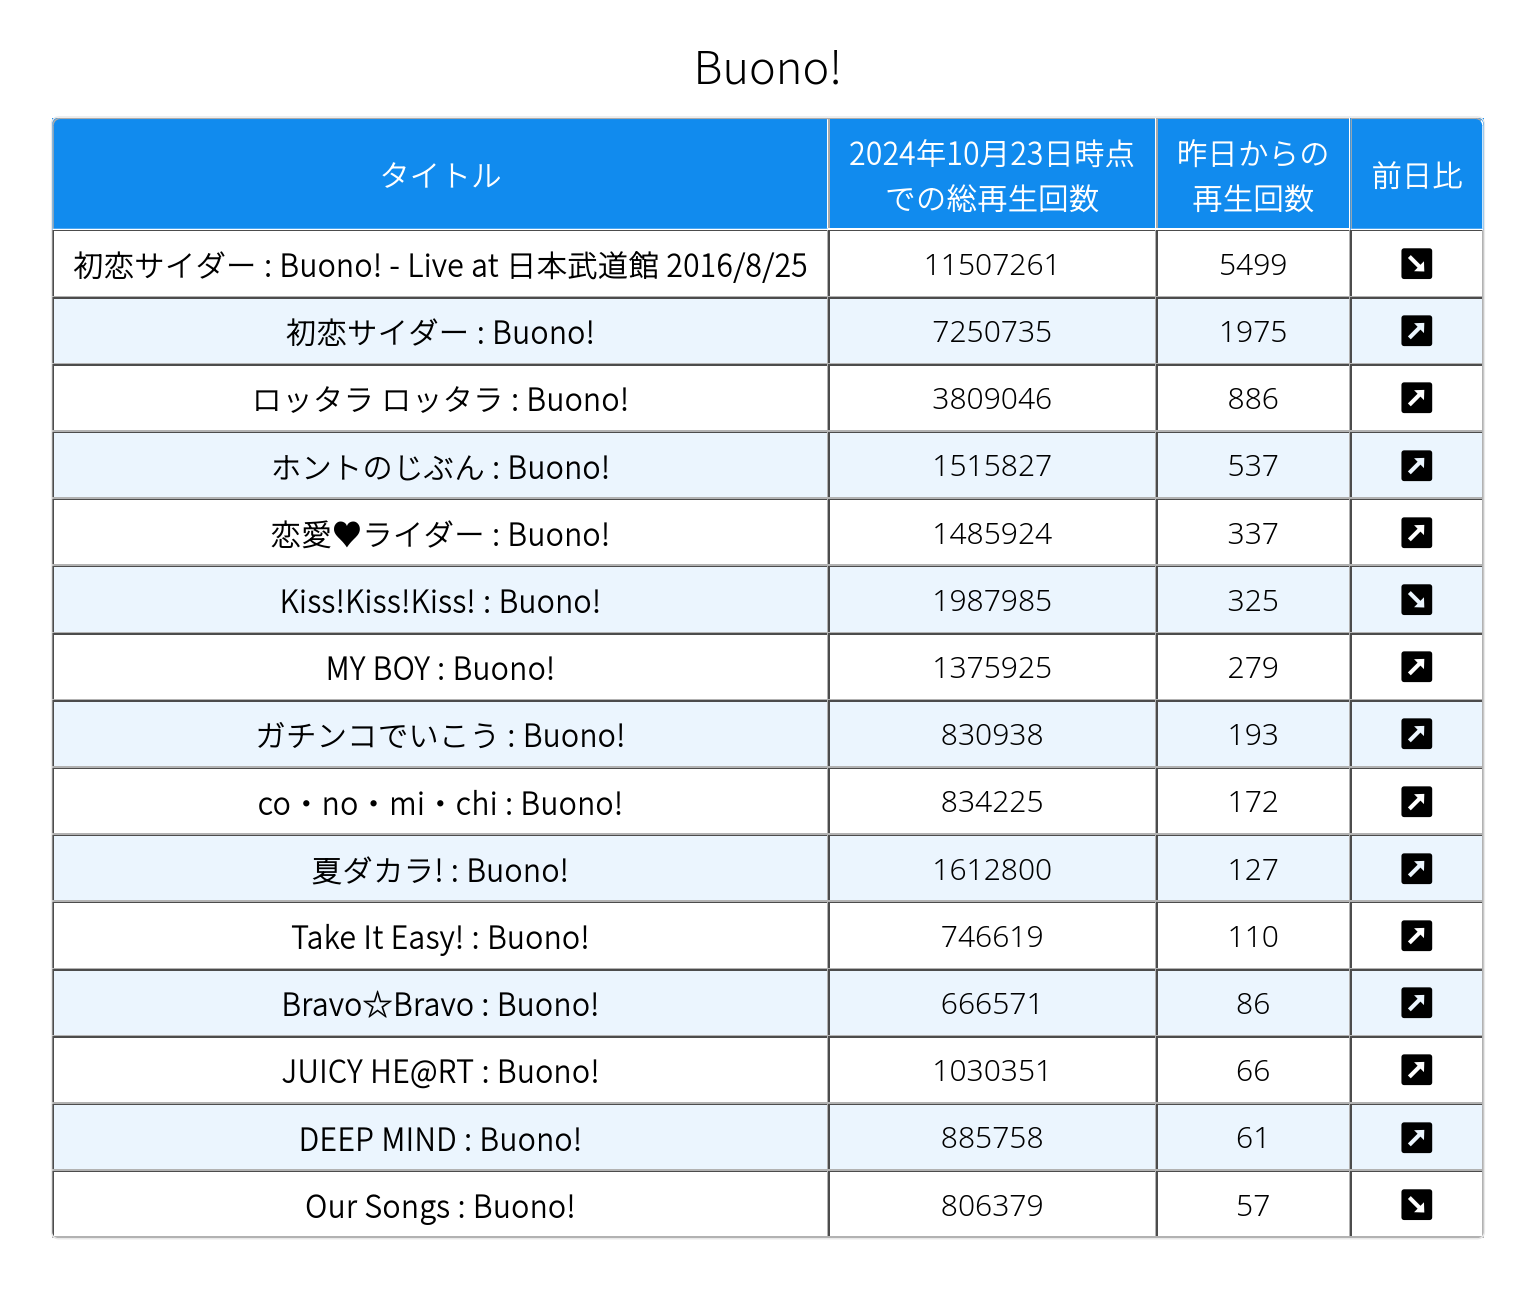 Buono!
タイトル 2024年10月23日時点 での総再生回数 昨日からの 再生回数 前日比
初恋サイダー : Buono! - Live at 日本武道館 2016/8/25 11507261 5499
初恋サイダー : Buono! 7250735 1975
ロッタラ ロッタラ : Buono! 3809046 886
ホントのじぶん : Buono! 1515827 537
恋愛♥ライダー : Buono! 1485924 337
Kiss!Kiss!Kiss! : Buono! 1987985 325
MY BOY : Buono! 1375925 279
ガチンコでいこう : Buono! 830938 193
co・no・mi・chi : Buono! 834225 172
夏ダカラ! : Buono! 1612800 127
Take It Easy! : Buono! 746619 110
Bravo☆Bravo : Buono! 666571 86
JUICY HE@RT : Buono! 1030351 66
DEEP MIND : Buono! 885758 61
Our Songs : Buono! 806379 57